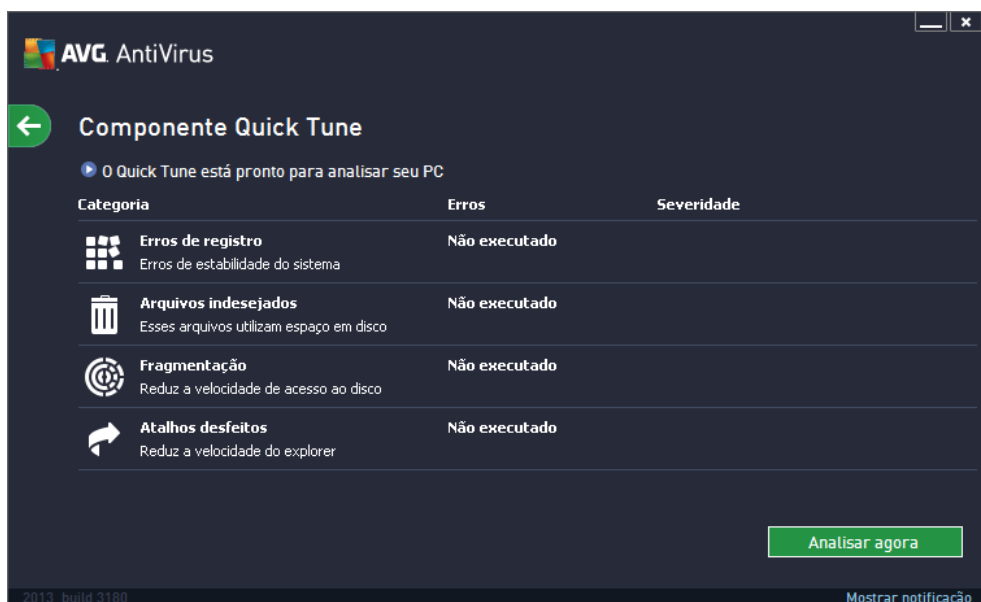 AVG. AntiVirus
Componente Quick Tune
O Quick Tune está pronto para analisar seu PC
Categoria Erros Severidade
Erros de registro Não executado
Erros de estabilidade do sistema
Arquivos indesejados Não executado
Esses arquivos utilizam espaço em disco
Fragmentação Não executado
Reduz a velocidade de acesso ao disco
Atalhos desfeitos Não executado
Reduz a velocidade do explorer
Analisar agora
2013 build 3180 Mostrar notificação